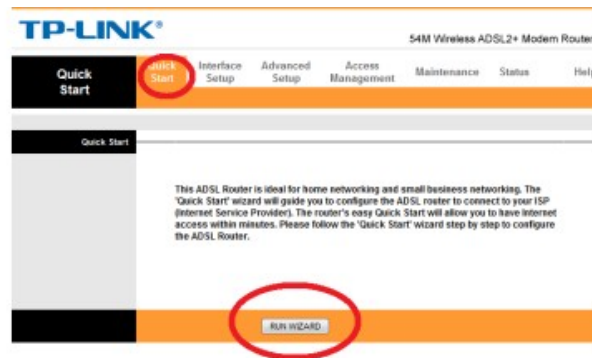 TP-LINK®
54M Wireless ADSL2+ Modem Router
Quick Start
Quick Start
Interface Setup
Advanced Setup
Access Management
Maintenance
Status
Help
Quick Start
This ADSL Router is ideal for home networking and small business networking. The
'Quick Start' wizard will guide you to configure the ADSL router to connect to your ISP
(Internet Service Provider). The router's easy Quick Start will allow you to have Internet
access within minutes. Please follow the 'Quick Start' wizard step by step to configure
the ADSL Router.
RUN WIZARD